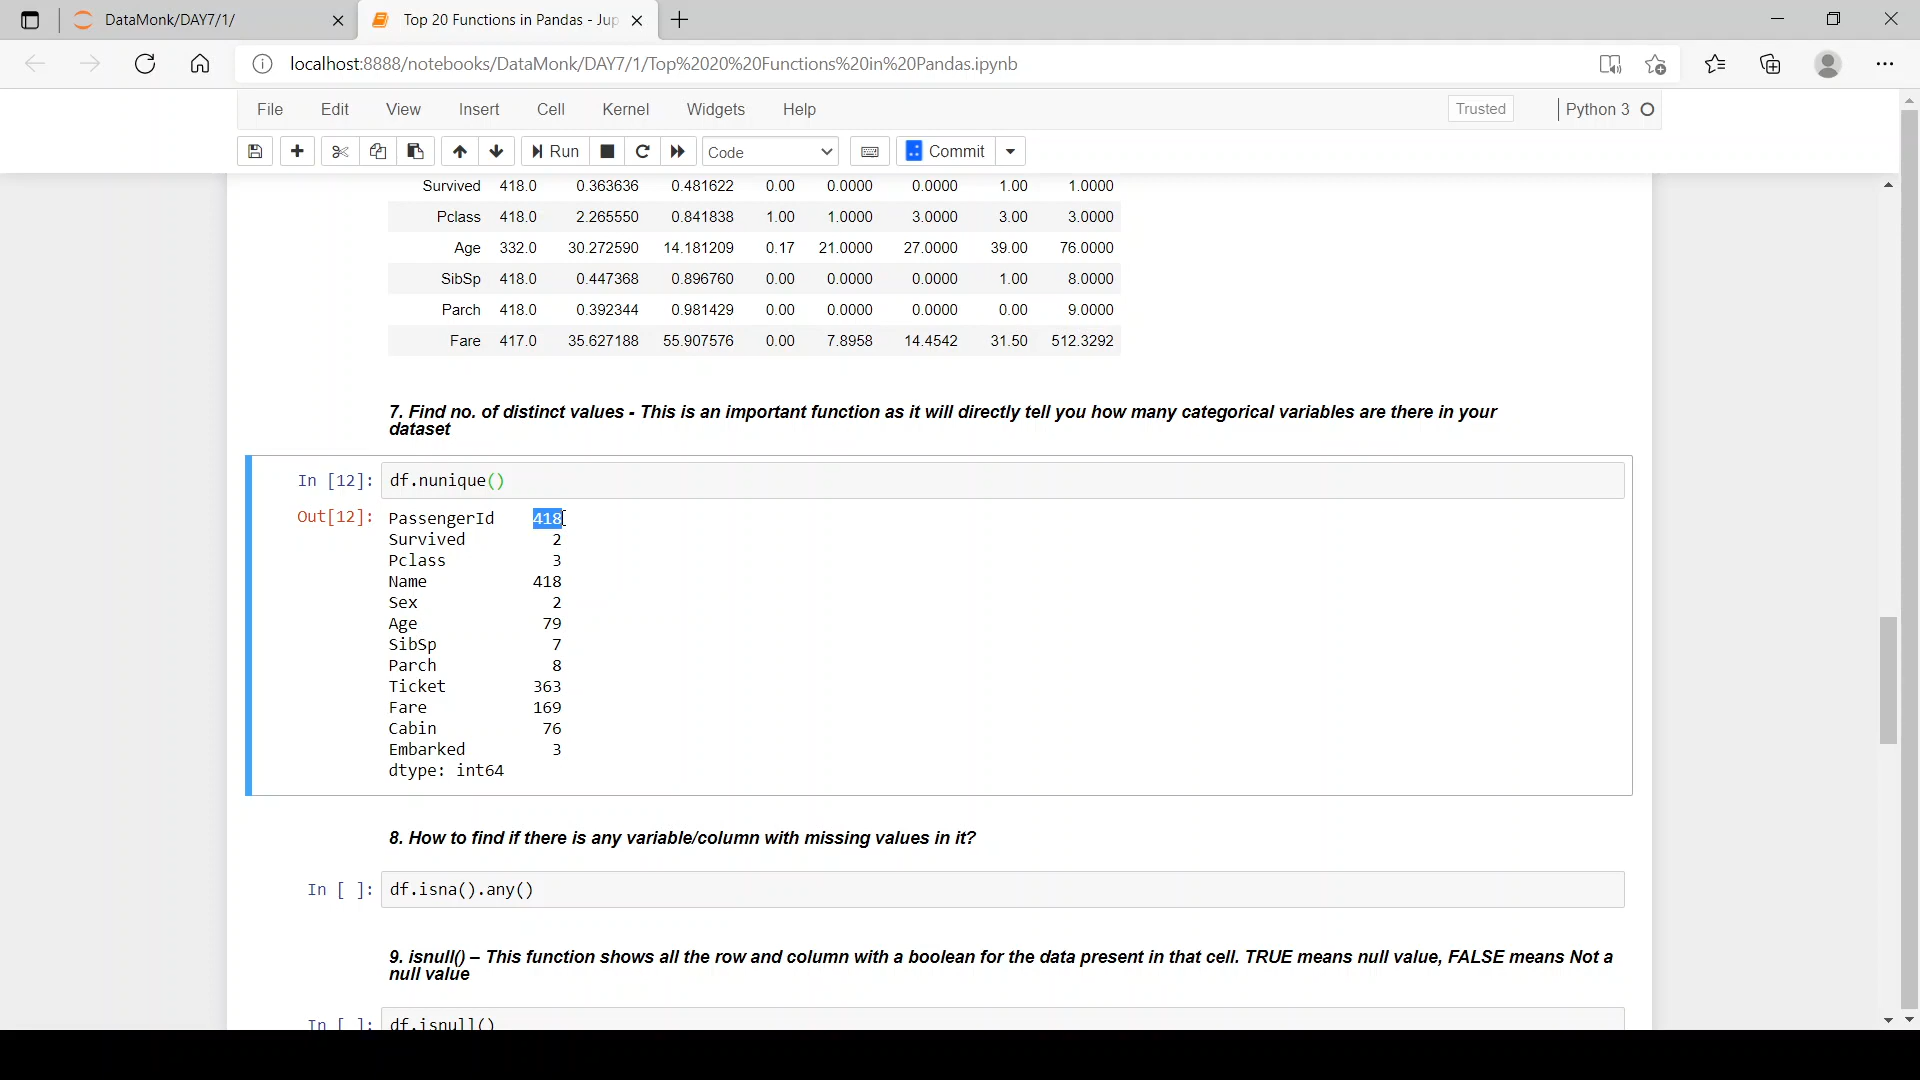 DataMonk/DAY7/1/
Top 20 Functions in Pandas - Jup
localhost:8888/notebooks/DataMonk/DAY7/1/Top%2020%20Functions%20in%20Pandas.ipynb
File Edit View Insert Cell Kernel Widgets Help Trusted Python 3
Run Code Commit
Survived 418.0 0.363636 0.481622 0.00 0.0000 0.0000 1.00 1.0000
Pclass 418.0 2.265550 0.841838 1.00 1.0000 3.0000 3.00 3.0000
Age 332.0 30.272590 14.181209 0.17 21.0000 27.0000 39.00 76.0000
SibSp 418.0 0.447368 0.896760 0.00 0.0000 0.0000 1.00 8.0000
Parch 418.0 0.392344 0.981429 0.00 0.0000 0.0000 0.00 9.0000
Fare 417.0 35.627188 55.907576 0.00 7.8958 14.4542 31.50 512.3292
7. Find no. of distinct values - This is an important function as it will directly tell you how many categorical variables are there in your
dataset
In [12]: df.nunique()
Out[12]: PassengerId 418
Survived 2
Pclass 3
Name 418
Sex 2
Age 79
SibSp 7
Parch 8
Ticket 363
Fare 169
Cabin 76
Embarked 3
dtype: int64
8. How to find if there is any variable/column with missing values in it?
In [ ]: df.isna().any()
9. isnull() – This function shows all the row and column with a boolean for the data present in that cell. TRUE means null value, FALSE means Not a
null value
In [ ]: df.isnull()